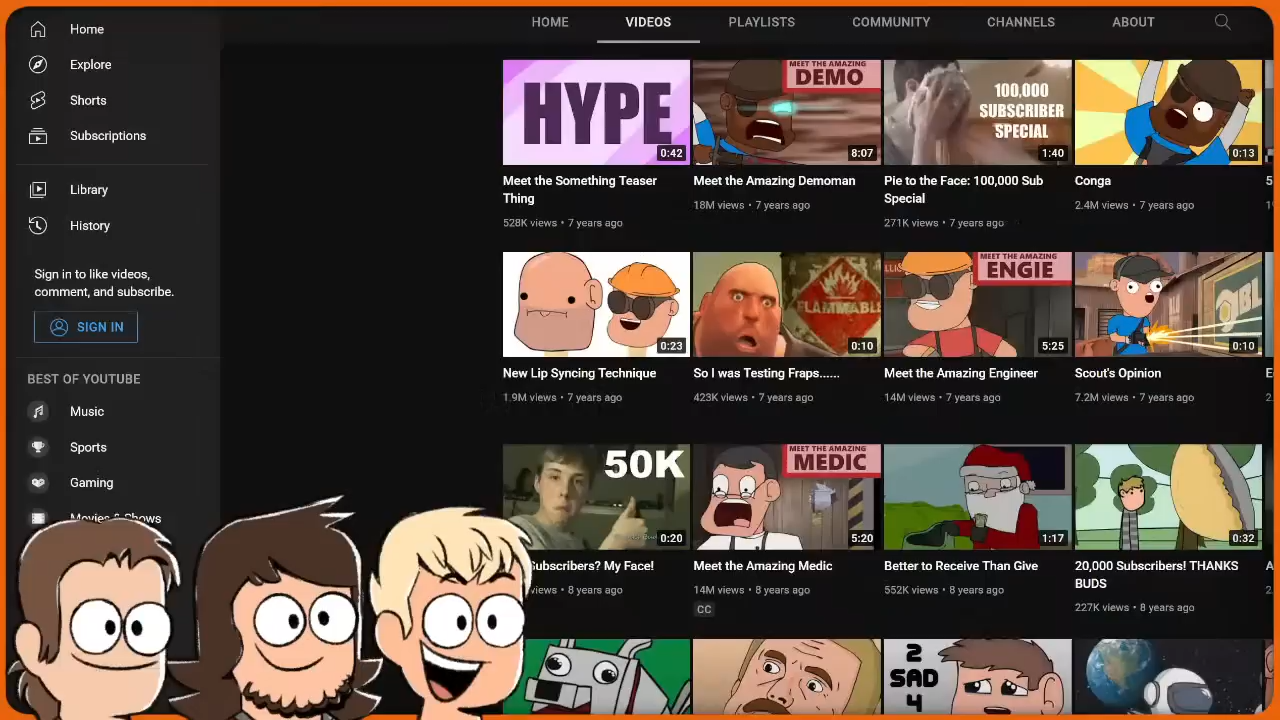 Home
Explore
Shorts
Subscriptions
Library
History
Sign in to like videos,
comment, and subscribe.
SIGN IN
BEST OF YOUTUBE
Music
Sports
Gaming
Movies & Shows
HOME VIDEOS PLAYLISTS COMMUNITY CHANNELS ABOUT
HYPE
0:42
MEET THE AMAZING
DEMO
8:07
100,000
SUBSCRIBER
SPECIAL
1:40
0:13
Meet the Something Teaser
Thing
528K views • 7 years ago
Meet the Amazing Demoman
18M views • 7 years ago
Pie to the Face: 100,000 Sub
Special
271K views • 7 years ago
Conga
2.4M views • 7 years ago
0:23
FLAMMABLE
0:10
MEET THE AMAZING
ENGIE
5:25
0:10
New Lip Syncing Technique
1.9M views • 7 years ago
So I was Testing Fraps......
423K views • 7 years ago
Meet the Amazing Engineer
14M views • 7 years ago
Scout's Opinion
7.2M views • 7 years ago
50K
0:20
MEET THE AMAZING
MEDIC
5:20
1:17
0:32
Subscribers? My Face!
views • 8 years ago
Meet the Amazing Medic
14M views • 8 years ago
CC
Better to Receive Than Give
552K views • 8 years ago
20,000 Subscribers! THANKS
BUDS
227K views • 8 years ago
2
SAD
4